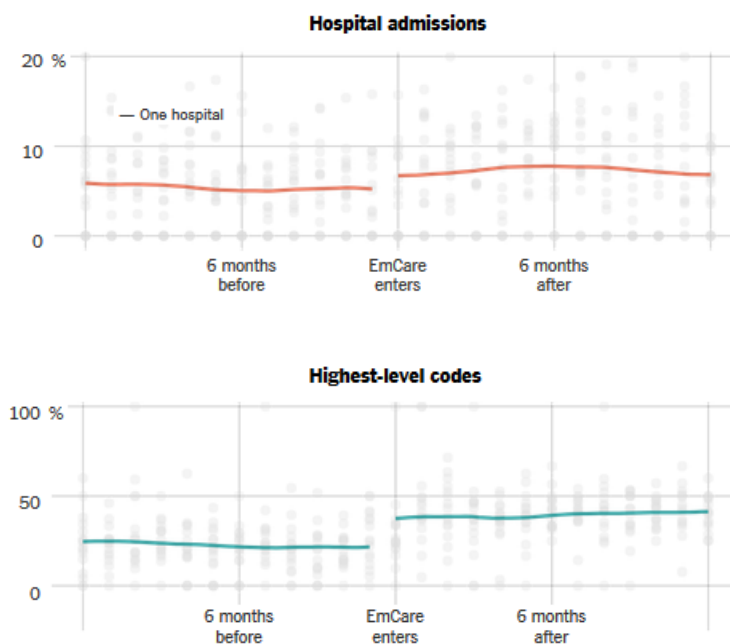 Hospital admissions
20 %
— One hospital
10
0
6 months EmCare 6 months
before enters after
Highest-level codes
100 %
50
0
6 months EmCare 6 months
before enters after